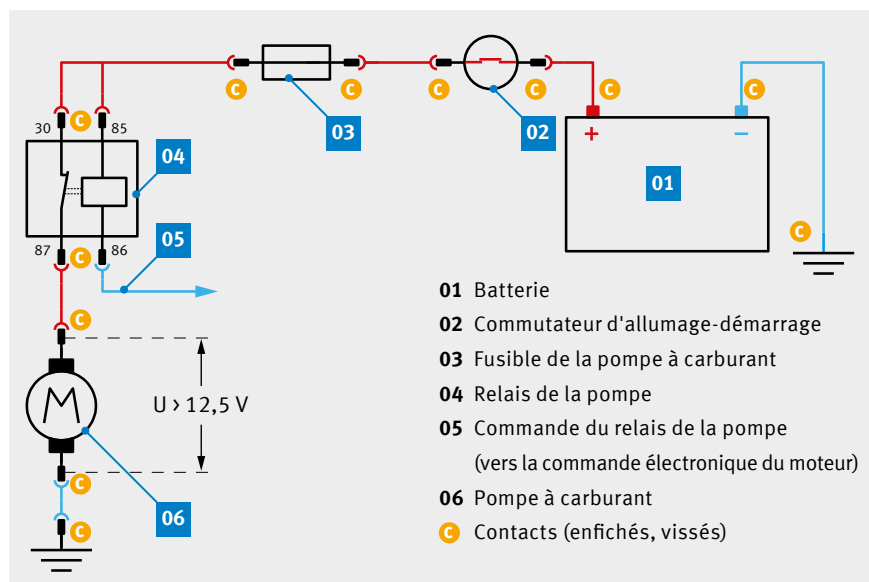 C C C C C C
03 02
+ −
01
30 C 85
04
87 C 86
05
C
C
M
U > 12,5 V
C
06
C
01 Batterie
02 Commutateur d'allumage-démarrage
03 Fusible de la pompe à carburant
04 Relais de la pompe
05 Commande du relais de la pompe
(vers la commande électronique du moteur)
06 Pompe à carburant
C Contacts (enfichés, vissés)